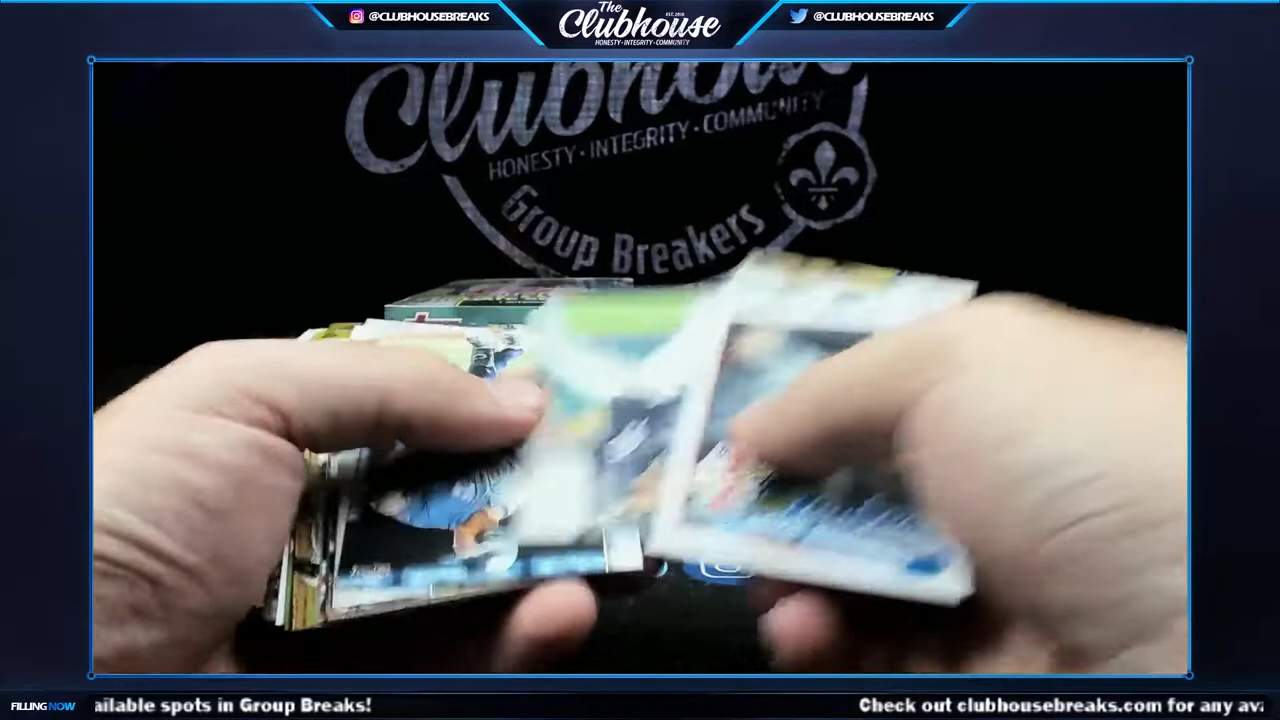 @CLUBHOUSEBREAKS
The
Clubhouse
EST. 2018
HONESTY • INTEGRITY • COMMUNITY
@CLUBHOUSEBREAKS
Clubhouse
HONESTY · INTEGRITY · COMMUNITY
Group Breakers
FILLING NOW
ailable spots in Group Breaks!
Check out clubhousebreaks.com for any av